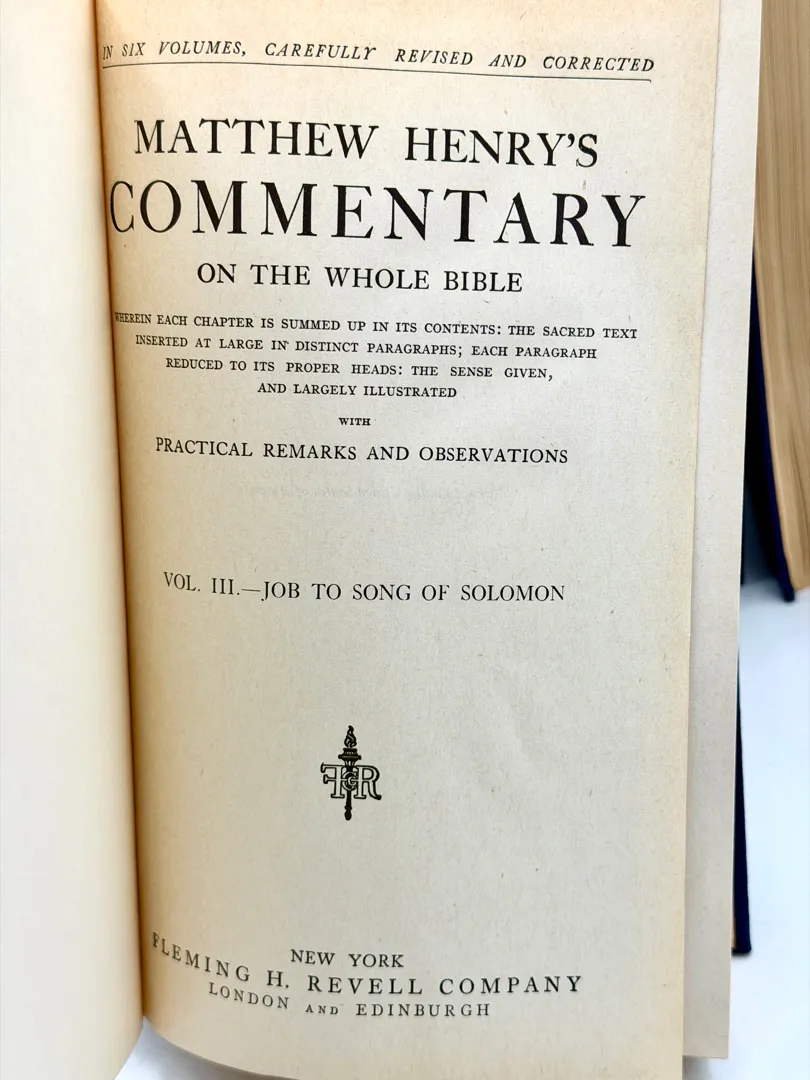 IN SIX VOLUMES, CAREFULLY REVISED AND CORRECTED
MATTHEW HENRY'S
COMMENTARY
ON THE WHOLE BIBLE
WHEREIN EACH CHAPTER IS SUMMED UP IN ITS CONTENTS: THE SACRED TEXT
INSERTED AT LARGE IN DISTINCT PARAGRAPHS; EACH PARAGRAPH
REDUCED TO ITS PROPER HEADS: THE SENSE GIVEN,
AND LARGELY ILLUSTRATED
WITH
PRACTICAL REMARKS AND OBSERVATIONS
VOL. III.—JOB TO SONG OF SOLOMON
NEW YORK
FLEMING H. REVELL COMPANY
LONDON AND EDINBURGH